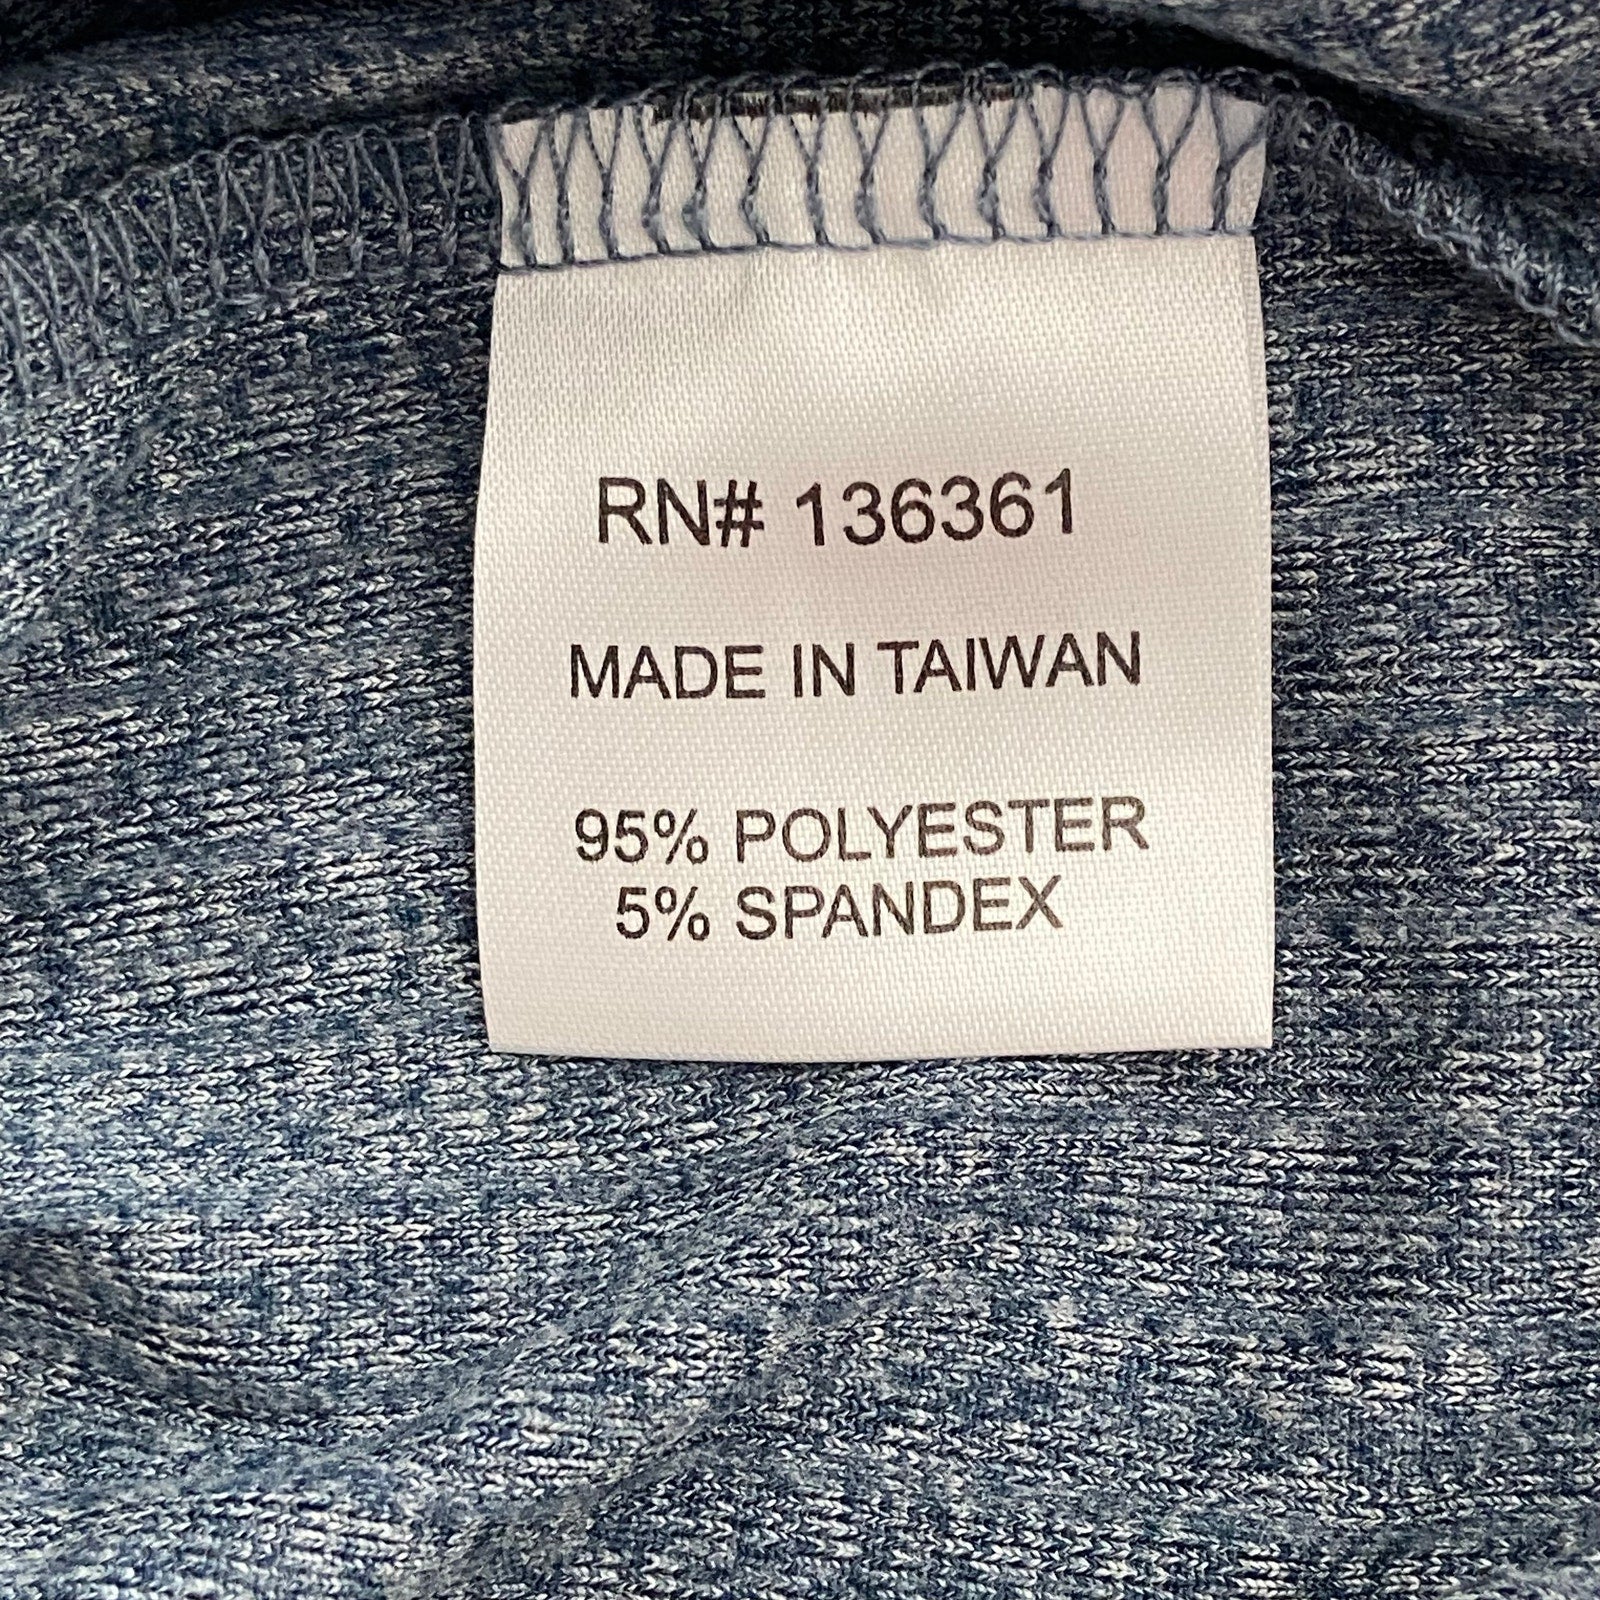 RN# 136361
MADE IN TAIWAN
95% POLYESTER
5% SPANDEX